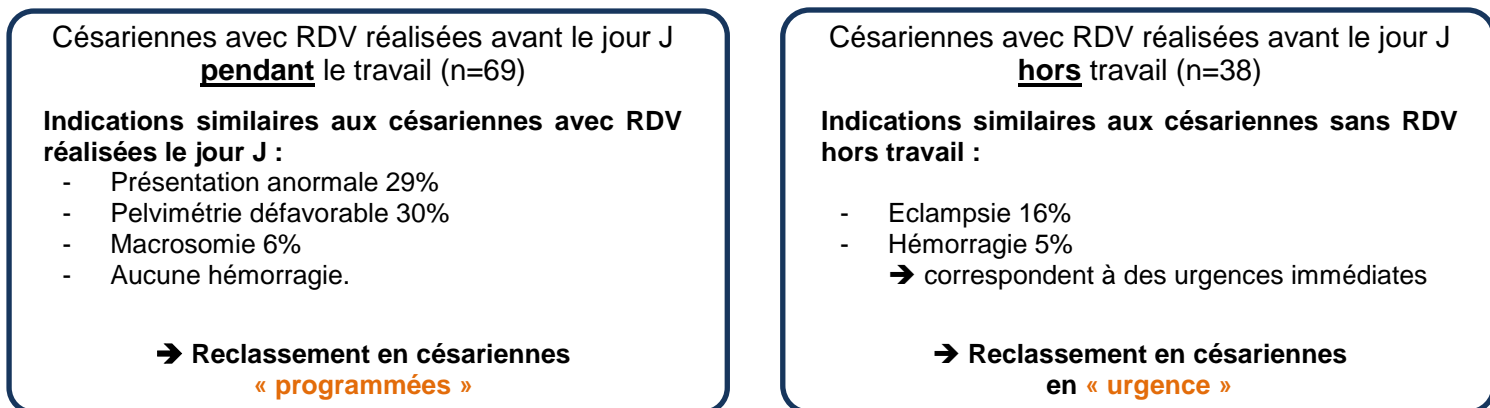 Césariennes avec RDV réalisées avant le jour J
pendant le travail (n=69)
Indications similaires aux césariennes avec RDV
réalisées le jour J :
- Présentation anormale 29%
- Pelvimétrie défavorable 30%
- Macrosomie 6%
- Aucune hémorragie.
➔ Reclassement en césariennes
« programmées »
Césariennes avec RDV réalisées avant le jour J
hors travail (n=38)
Indications similaires aux césariennes sans RDV
hors travail :
- Eclampsie 16%
- Hémorragie 5%
➔ correspondent à des urgences immédiates
➔ Reclassement en césariennes
en « urgence »